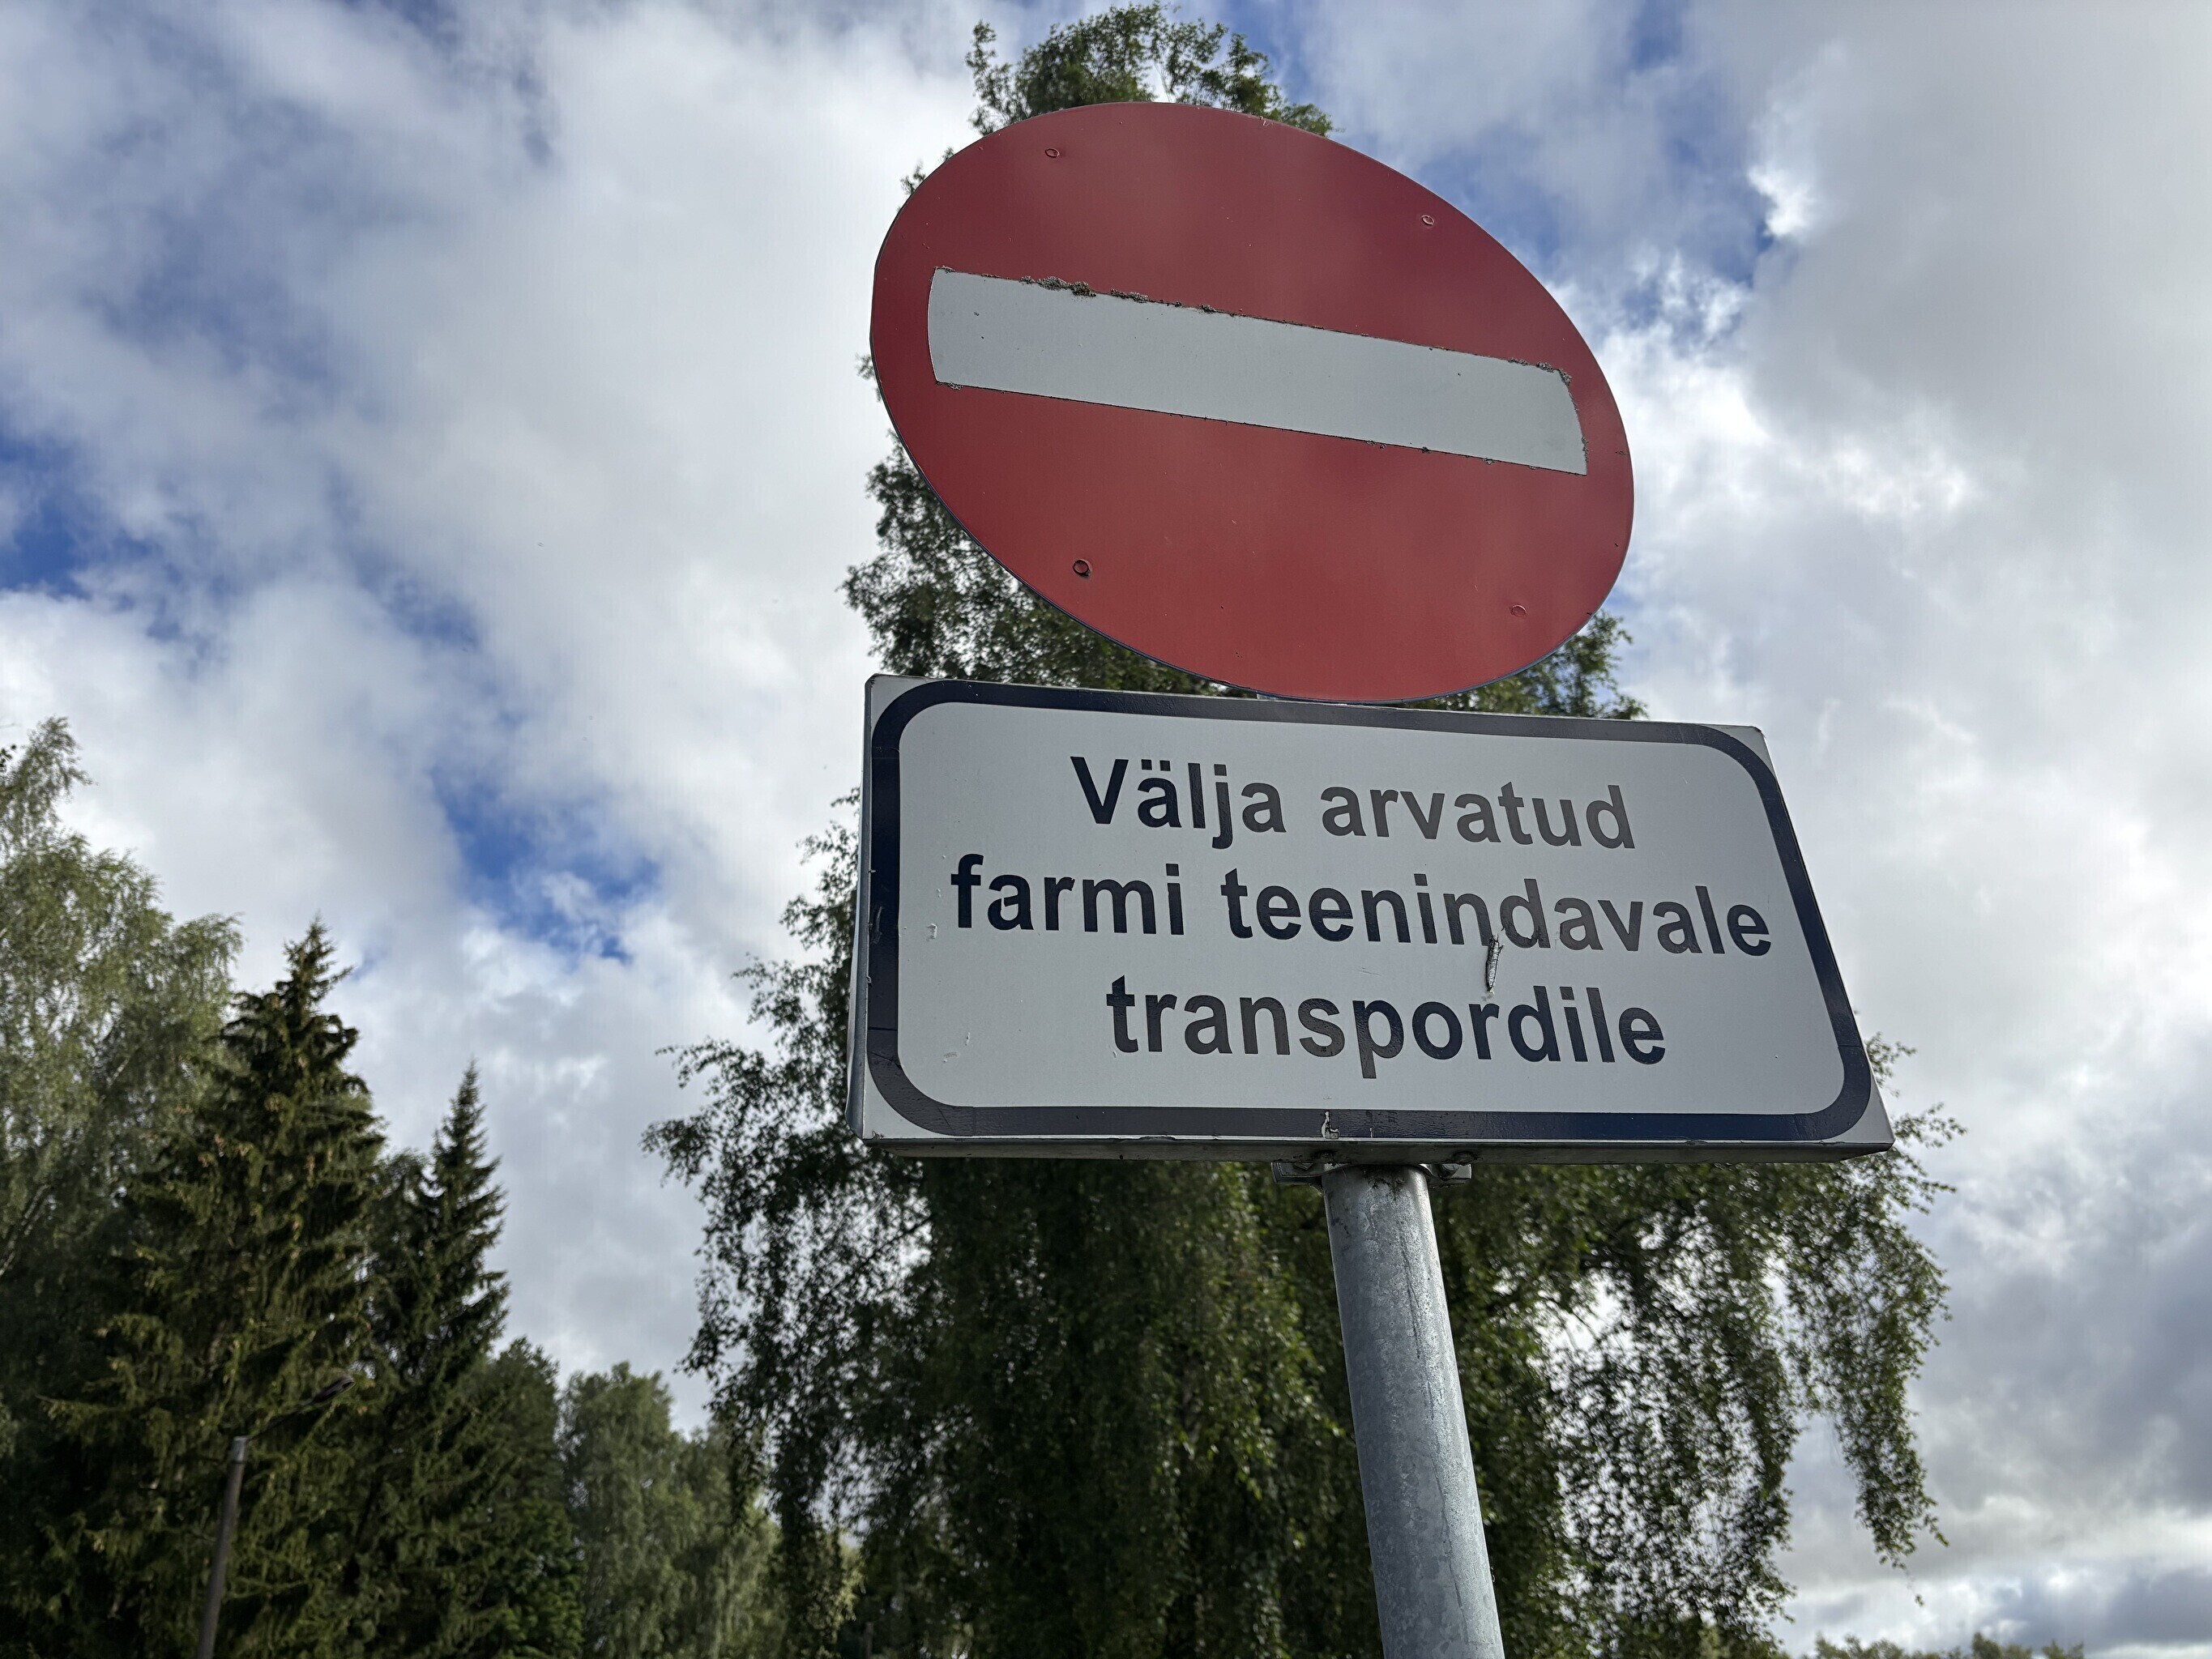 Välja arvatud
farmi teenindavale
transpordile